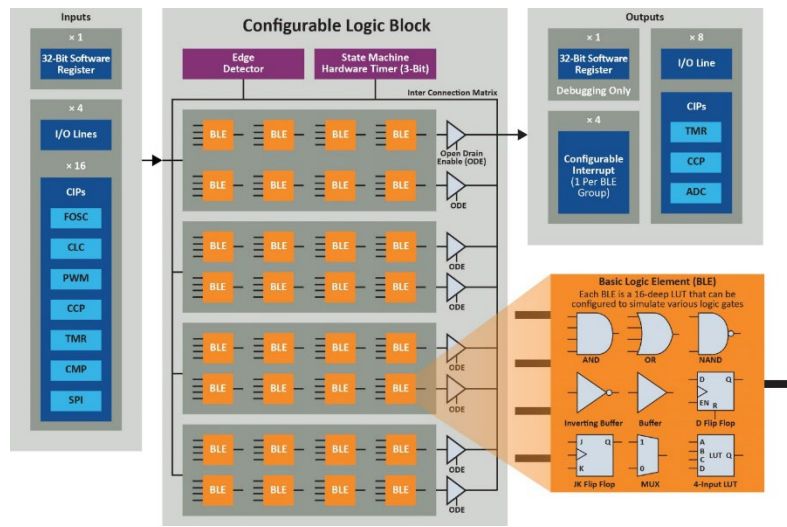 Inputs
× 1
32-Bit Software
Register
× 4
I/O Lines
× 16
CIPs
FOSC
CLC
PWM
CCP
TMR
CMP
SPI
Configurable Logic Block
Edge
Detector
State Machine
Hardware Timer (3-Bit)
Inter Connection Matrix
BLE BLE BLE BLE
Open Drain
Enable (ODE)
BLE BLE BLE BLE
ODE
BLE BLE BLE BLE
ODE
BLE BLE BLE BLE
ODE
BLE BLE BLE BLE
ODE
BLE BLE BLE BLE
ODE
BLE BLE BLE BLE
ODE
BLE BLE BLE BLE
ODE
Outputs
× 1
32-Bit Software
Register
Debugging Only
× 4
Configurable
Interrupt
(1 Per BLE
Group)
× 8
I/O Line
CIPs
TMR
CCP
ADC
Basic Logic Element (BLE)
Each BLE is a 16-deep LUT that can be
configured to simulate various logic gates
AND OR NAND
Inverting Buffer Buffer D Q EN R D Flip Flop
J Q K JK Flip Flop 1 0 MUX A B C D LUT Q 4-Input LUT